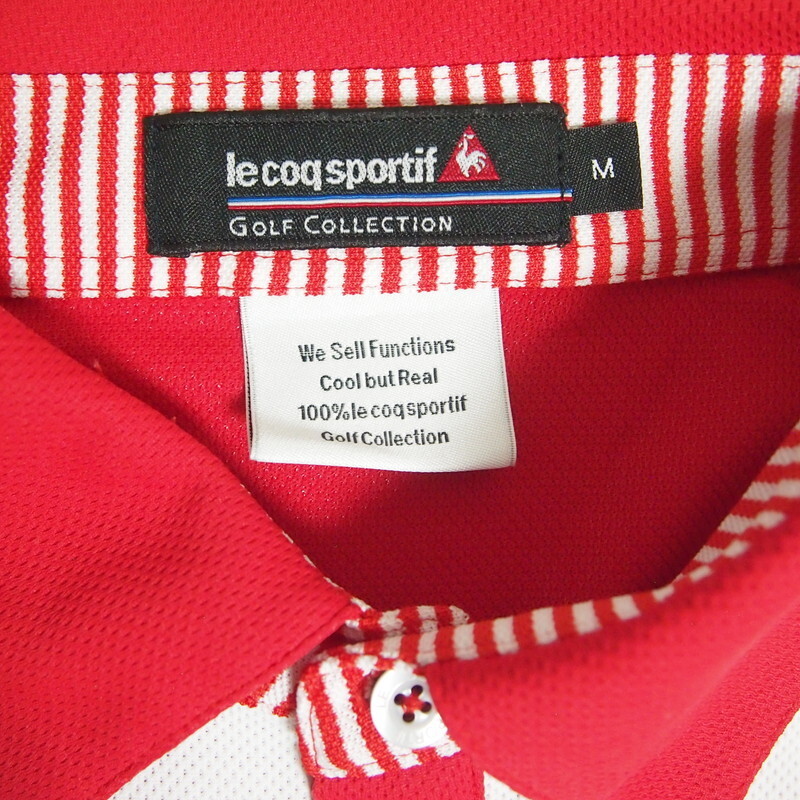 le coq sportif
GOLF COLLECTION
M
We Sell Functions
Cool but Real
100% le coq sportif
Golf Collection